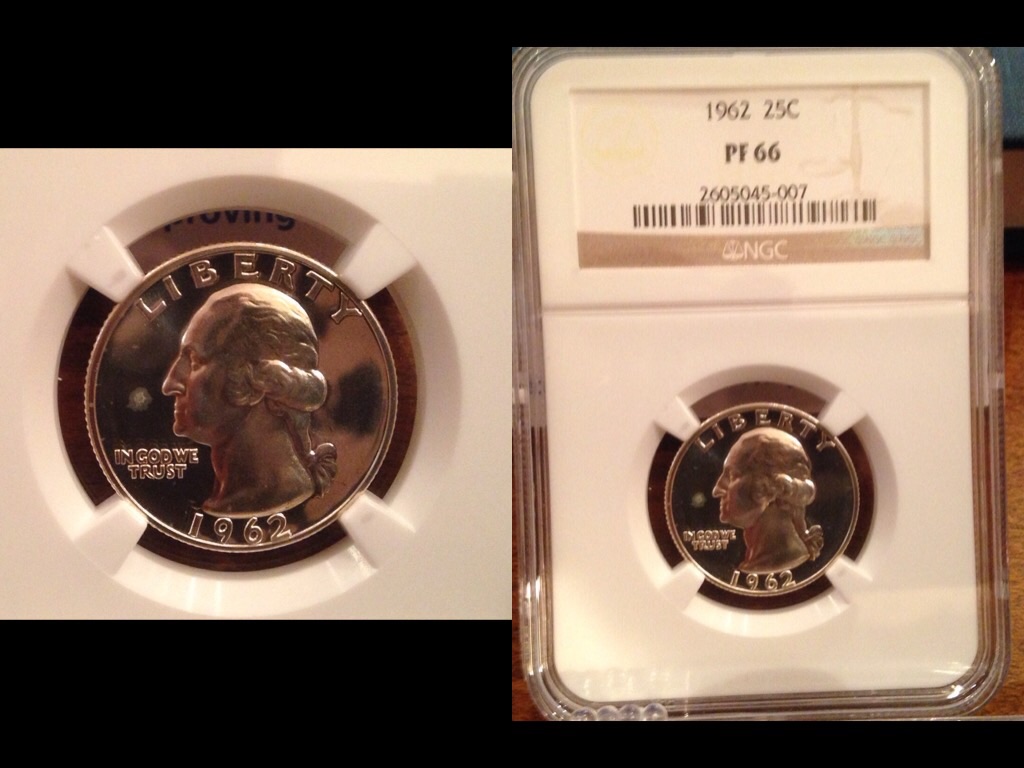 proving
LIBERTY
IN GOD WE
TRUST
1962
1962 25C
PF 66
2605045-007
NGC
LIBERTY
IN GOD WE
TRUST
1962